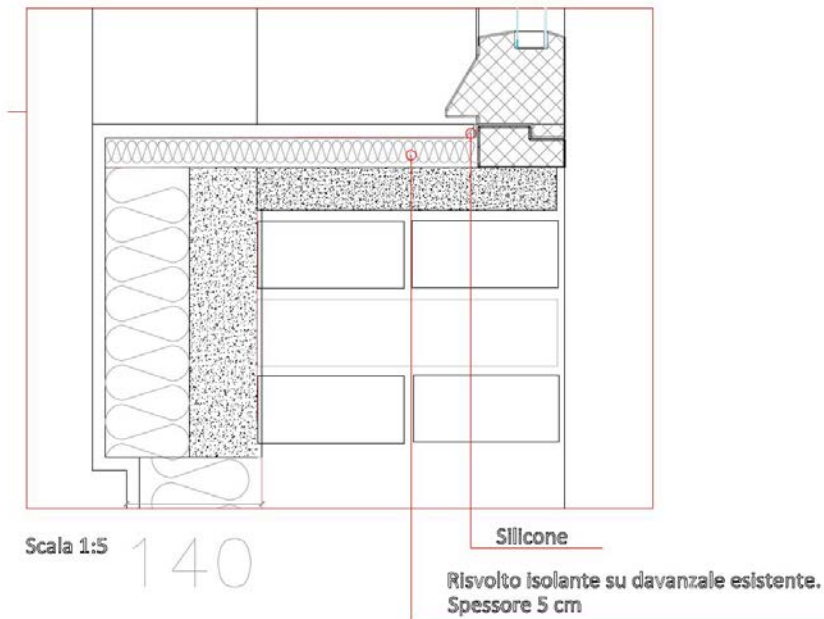 Scala 1:5
140
Silicone
Risvolto isolante su davanzale esistente.
Spessore 5 cm